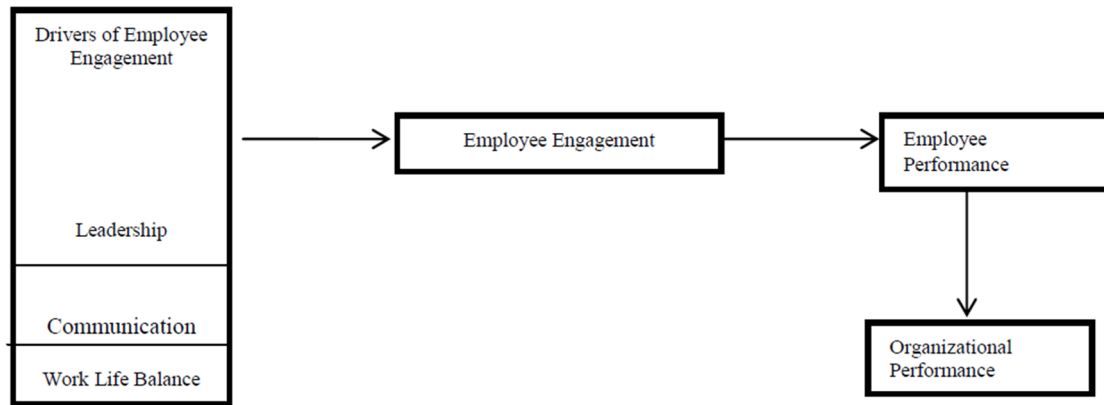 Drivers of Employee
Engagement
Leadership
Communication
Work Life Balance
Employee Engagement
Employee
Performance
Organizational
Performance